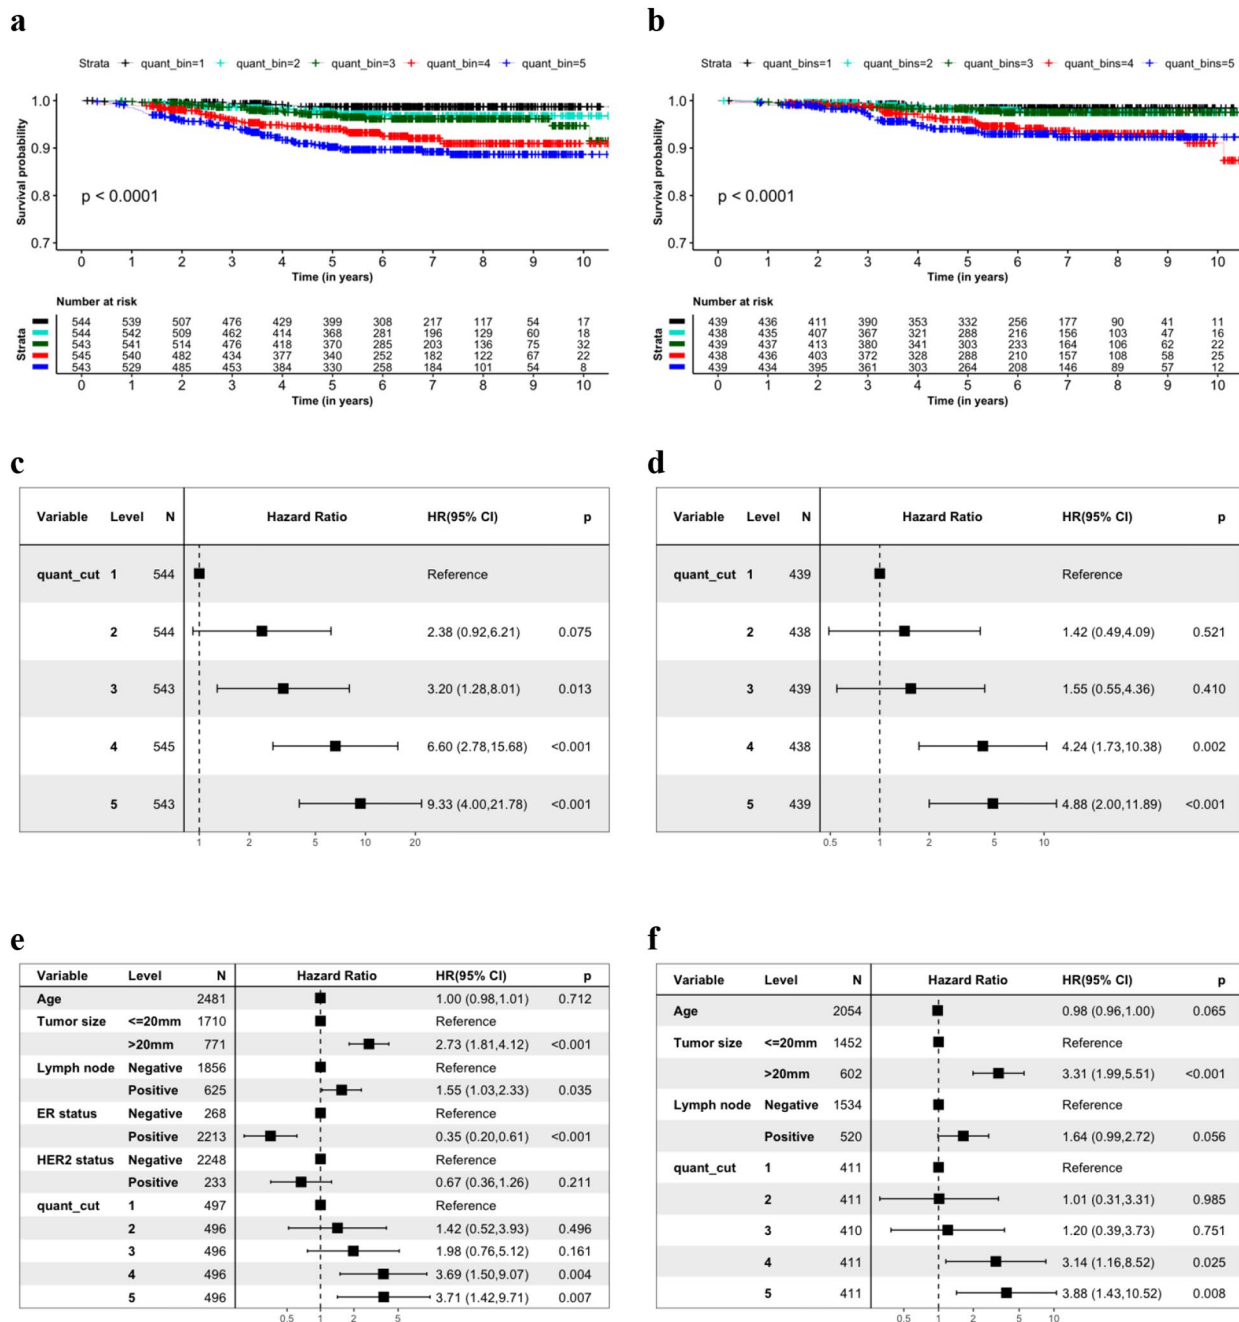 a
Strata quant_bin=1 quant_bin=2 quant_bin=3 quant_bin=4 quant_bin=5
Survival probability
1.0
0.9
0.8
0.7
p < 0.0001
0 1 2 3 4 5 6 7 8 9 10
Time (in years)
Number at risk
Strata
544 539 507 476 429 399 308 217 117 54 17
544 542 509 462 414 368 281 196 129 60 18
543 541 514 476 418 370 285 203 136 75 32
545 540 482 434 377 340 252 182 122 67 22
543 529 485 453 384 330 258 184 101 54 8
0 1 2 3 4 5 6 7 8 9 10
Time (in years)
b
Strata quant_bins=1 quant_bins=2 quant_bins=3 quant_bins=4 quant_bins=5
Survival probability
1.0
0.9
0.8
0.7
p < 0.0001
0 1 2 3 4 5 6 7 8 9 10
Time (in years)
Number at risk
Strata
439 436 411 390 353 332 256 177 90 41 11
438 435 407 367 321 288 216 156 103 47 16
439 437 413 380 341 303 233 164 106 62 22
438 436 403 372 328 288 210 157 108 58 25
439 434 395 361 303 264 208 146 89 57 12
0 1 2 3 4 5 6 7 8 9 10
Time (in years)
c
Variable Level N Hazard Ratio HR(95% CI) p
quant_cut 1 544 Reference
2 544 2.38 (0.92,6.21) 0.075
3 543 3.20 (1.28,8.01) 0.013
4 545 6.60 (2.78,15.68) <0.001
5 543 9.33 (4.00,21.78) <0.001
1 2 5 10 20
d
Variable Level N Hazard Ratio HR(95% CI) p
quant_cut 1 439 Reference
2 438 1.42 (0.49,4.09) 0.521
3 439 1.55 (0.55,4.36) 0.410
4 438 4.24 (1.73,10.38) 0.002
5 439 4.88 (2.00,11.89) <0.001
0.5 1 2 5 10
e
Variable Level N Hazard Ratio HR(95% CI) p
Age 2481 1.00 (0.98,1.01) 0.712
Tumor size <=20mm 1710 Reference
>20mm 771 2.73 (1.81,4.12) <0.001
Lymph node Negative 1856 Reference
Positive 625 1.55 (1.03,2.33) 0.035
ER status Negative 268 Reference
Positive 2213 0.35 (0.20,0.61) <0.001
HER2 status Negative 2248 Reference
Positive 233 0.67 (0.36,1.26) 0.211
quant_cut 1 497 Reference
2 496 1.42 (0.52,3.93) 0.496
3 496 1.98 (0.76,5.12) 0.161
4 496 3.69 (1.50,9.07) 0.004
5 496 3.71 (1.42,9.71) 0.007
0.5 1 2 5
f
Variable Level N Hazard Ratio HR(95% CI) p
Age 2054 0.98 (0.96,1.00) 0.065
Tumor size <=20mm 1452 Reference
>20mm 602 3.31 (1.99,5.51) <0.001
Lymph node Negative 1534 Reference
Positive 520 1.64 (0.99,2.72) 0.056
quant_cut 1 411 Reference
2 411 1.01 (0.31,3.31) 0.985
3 410 1.20 (0.39,3.73) 0.751
4 411 3.14 (1.16,8.52) 0.025
5 411 3.88 (1.43,10.52) 0.008
0.5 1 2 5 10